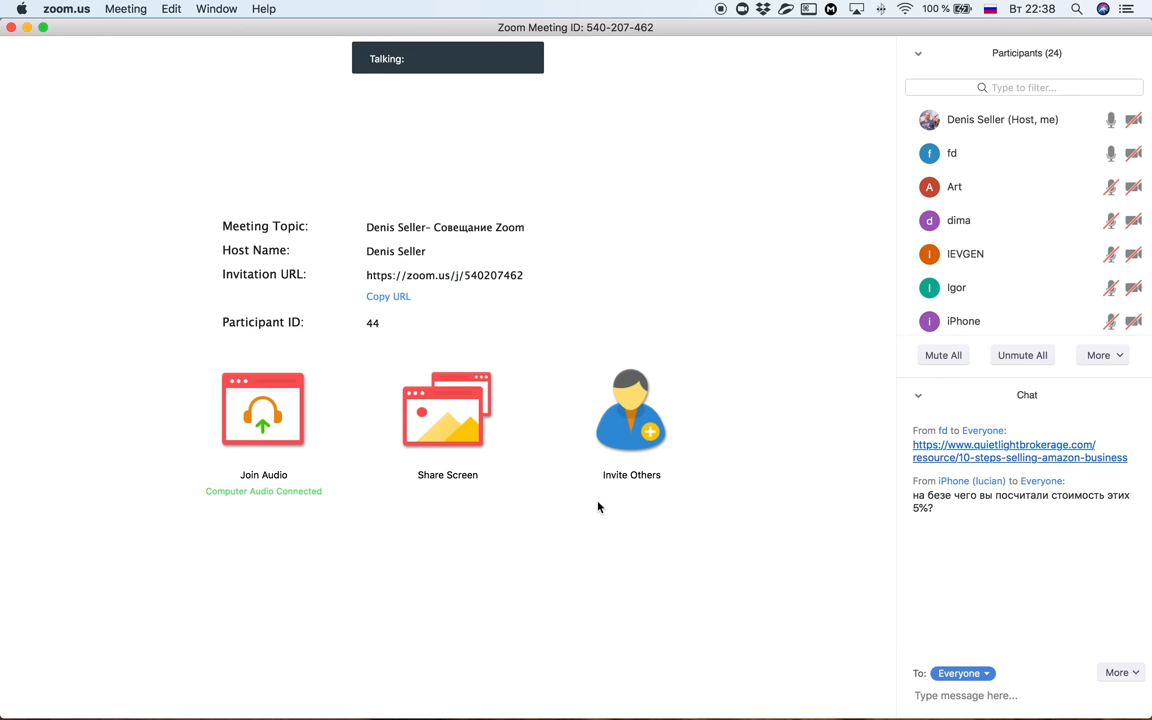 zoom.us Meeting Edit Window Help
100 % Вт 22:38
Zoom Meeting ID: 540-207-462
Talking:
Meeting Topic: Denis Seller- Совещание Zoom
Host Name: Denis Seller
Invitation URL: https://zoom.us/j/540207462
Copy URL
Participant ID: 44
Join Audio
Computer Audio Connected
Share Screen
Invite Others
Participants (24)
Type to filter...
Denis Seller (Host, me)
f fd
A Art
d dima
I IEVGEN
I Igor
i iPhone
Mute All Unmute All More
Chat
From fd to Everyone:
https://www.quietlightbrokerage.com/
resource/10-steps-selling-amazon-business
From iPhone (lucian) to Everyone:
на безе чего вы посчитали стоимость этих
5%?
To: Everyone More
Type message here...